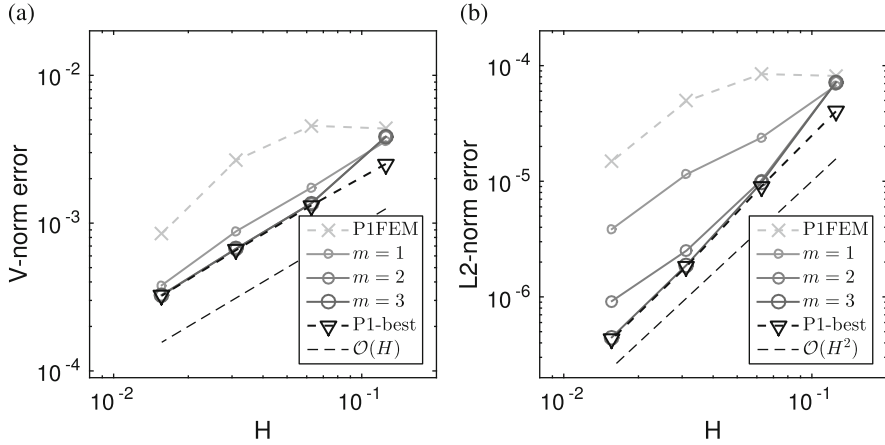 (a)
V-norm error
10^{-2}
10^{-3}
10^{-4}
10^{-2}
10^{-1}
H
P1FEM
m = 1
m = 2
m = 3
P1-best
𝒪(H)
(b)
L2-norm error
10^{-4}
10^{-5}
10^{-6}
10^{-2}
10^{-1}
H
P1FEM
m = 1
m = 2
m = 3
P1-best
𝒪(H^2)